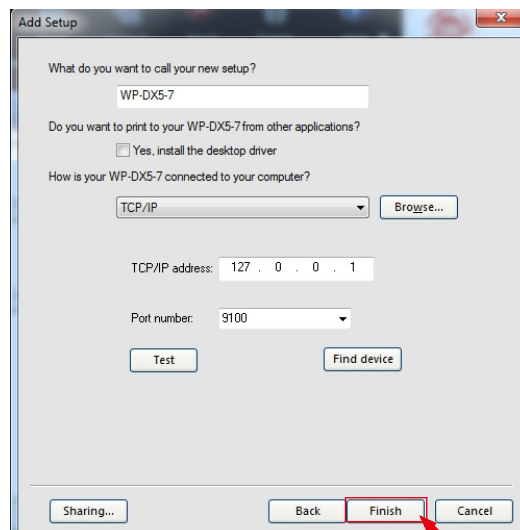 Add Setup
What do you want to call your new setup?
WP-DX5-7
Do you want to print to your WP-DX5-7 from other applications?
Yes, install the desktop driver
How is your WP-DX5-7 connected to your computer?
TCP/IP Browse...
TCP/IP address: 127 . 0 . 0 . 1
Port number: 9100
Test Find device
Sharing... Back Finish Cancel